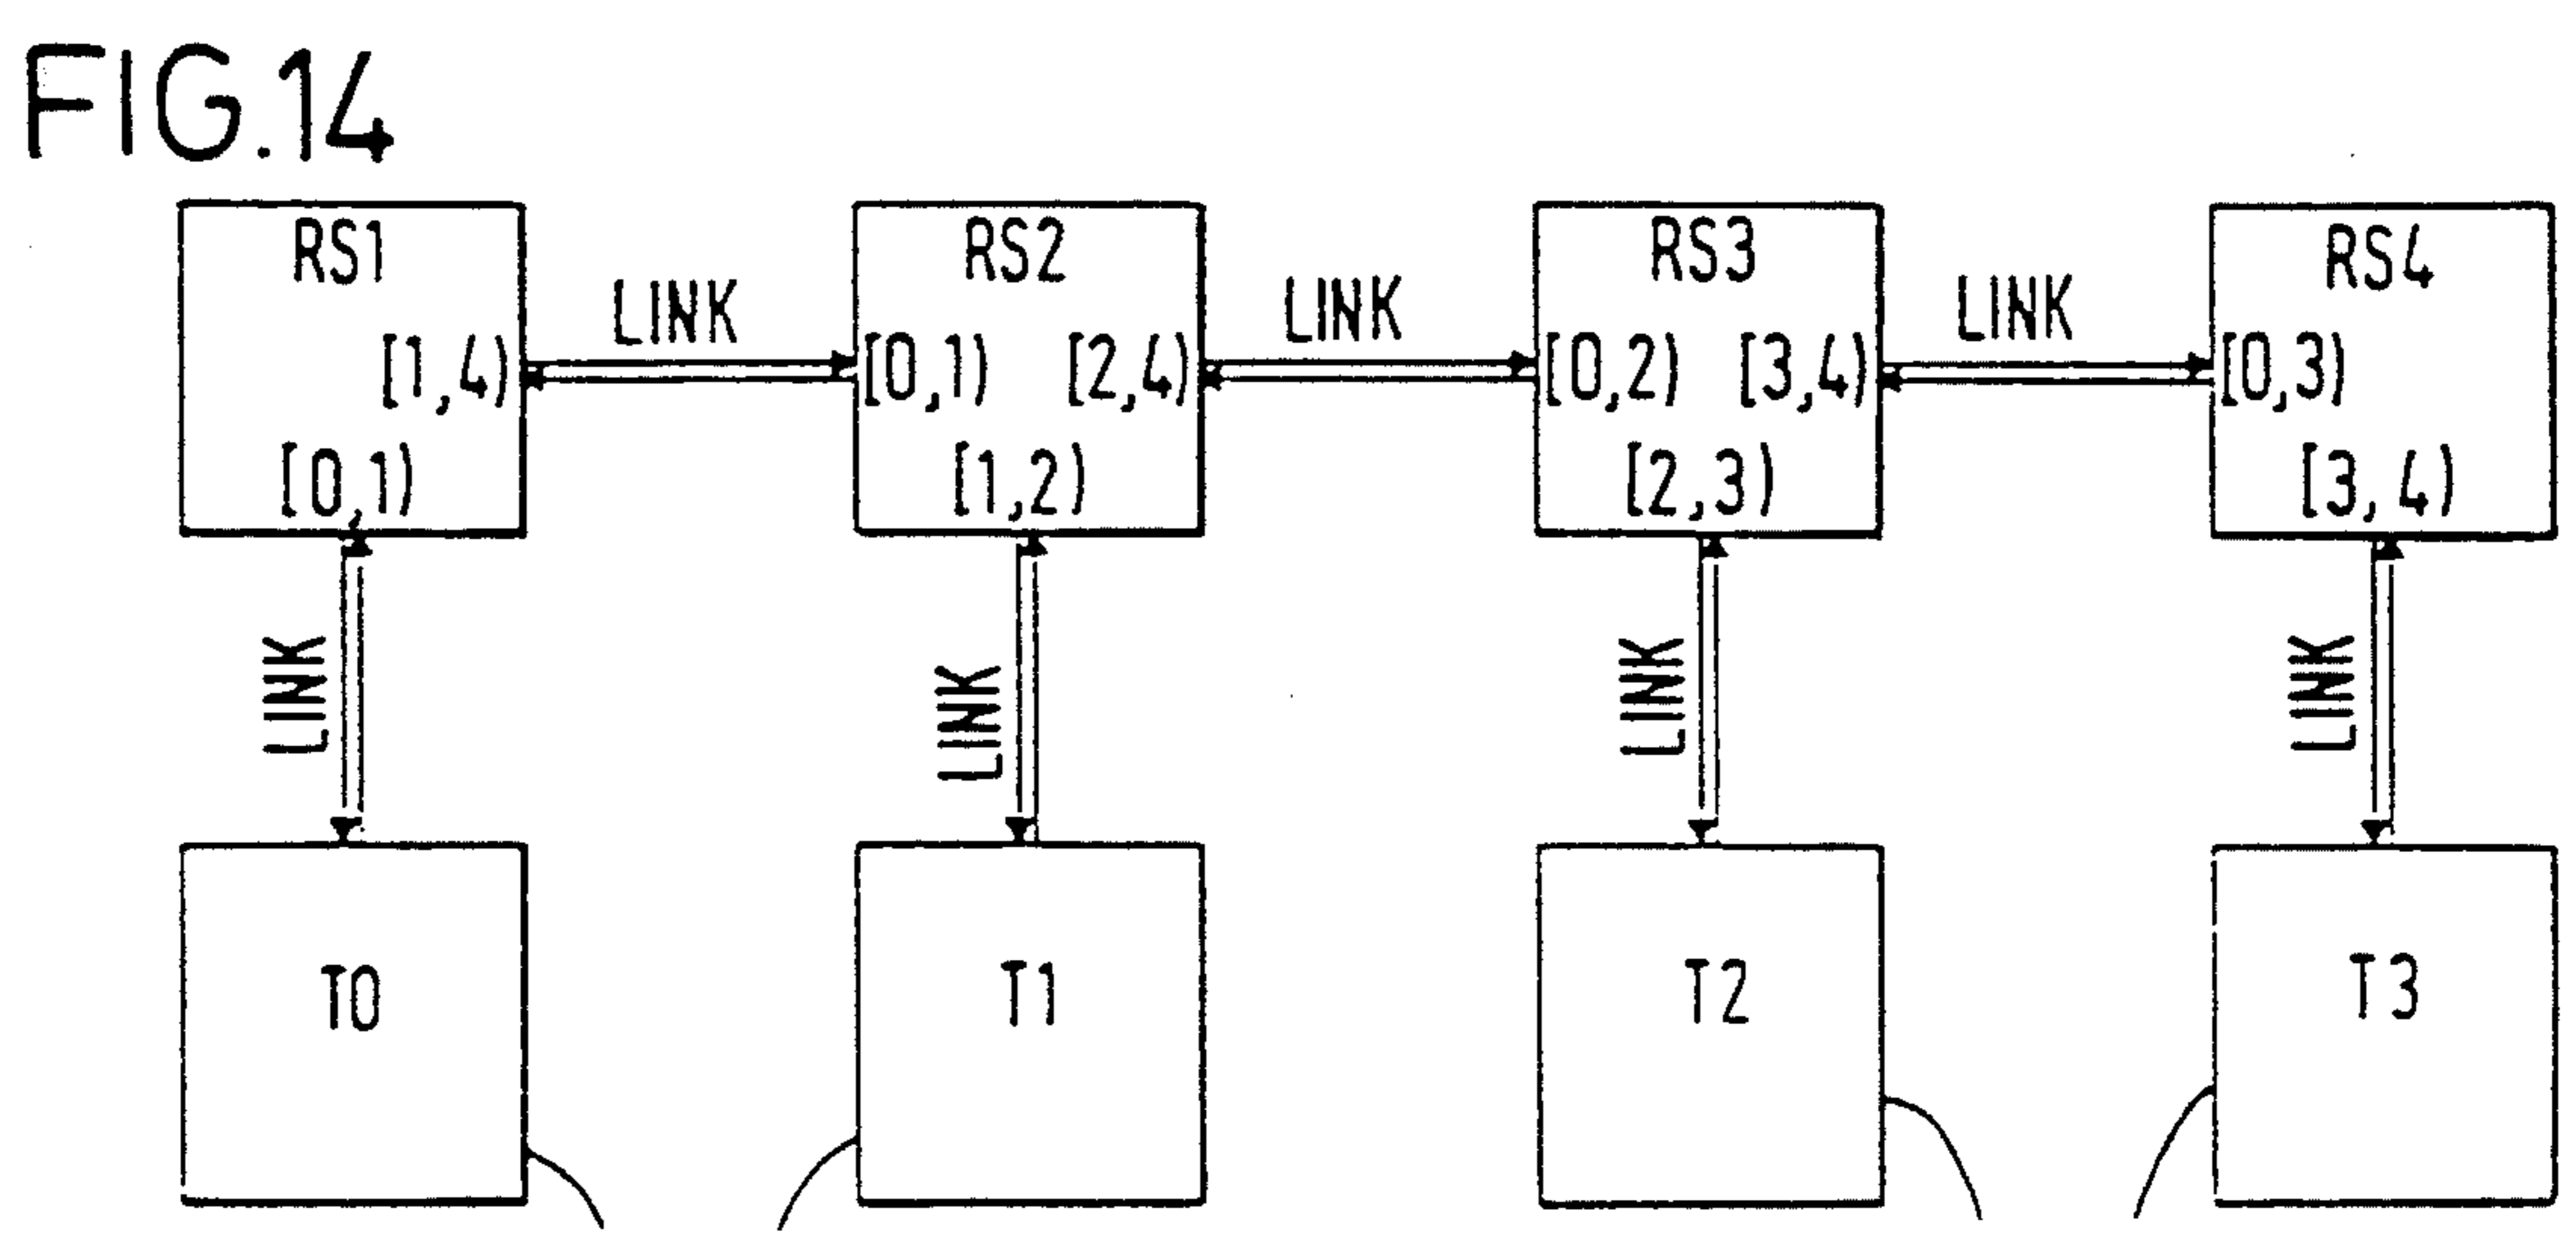 FIG.14
RS1
RS2
RS3
RS4
LINK
LINK
LINK
[1,4)
[0,1)
[2,4)
[0,2)
[3,4)
[0,3)
[0,1)
[1,2)
[2,3)
[3,4)
LINK
LINK
LINK
LINK
T0
T1
T2
T3